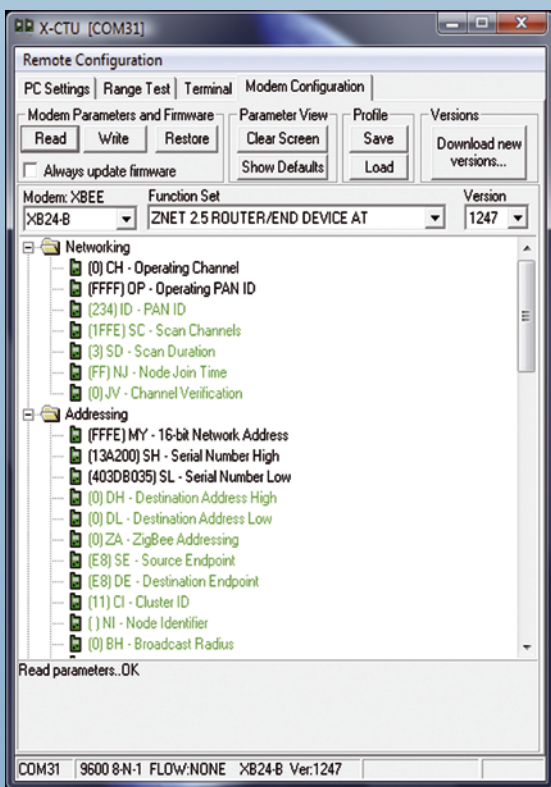 X-CTU [COM31]
Remote Configuration
PC Settings Range Test Terminal Modem Configuration
Modem Parameters and Firmware Parameter View Profile Versions
Read Write Restore Clear Screen Save Download new versions...
Always update firmware Show Defaults Load
Modem: XBEE Function Set Version
XB24-B ZNET 2.5 ROUTER/END DEVICE AT 1247
Networking
(0) CH - Operating Channel
(FFFF) OP - Operating PAN ID
(234) ID - PAN ID
(1FFE) SC - Scan Channels
(3) SD - Scan Duration
(FF) NJ - Node Join Time
(0) JV - Channel Verification
Addressing
(FFFE) MY - 16-bit Network Address
(13A200) SH - Serial Number High
(403DB035) SL - Serial Number Low
(0) DH - Destination Address High
(0) DL - Destination Address Low
(0) ZA - ZigBee Addressing
(E8) SE - Source Endpoint
(E8) DE - Destination Endpoint
(11) CI - Cluster ID
( ) NI - Node Identifier
(0) BH - Broadcast Radius
Read parameters..OK
COM31 9600 8-N-1 FLOW:NONE XB24-B Ver:1247